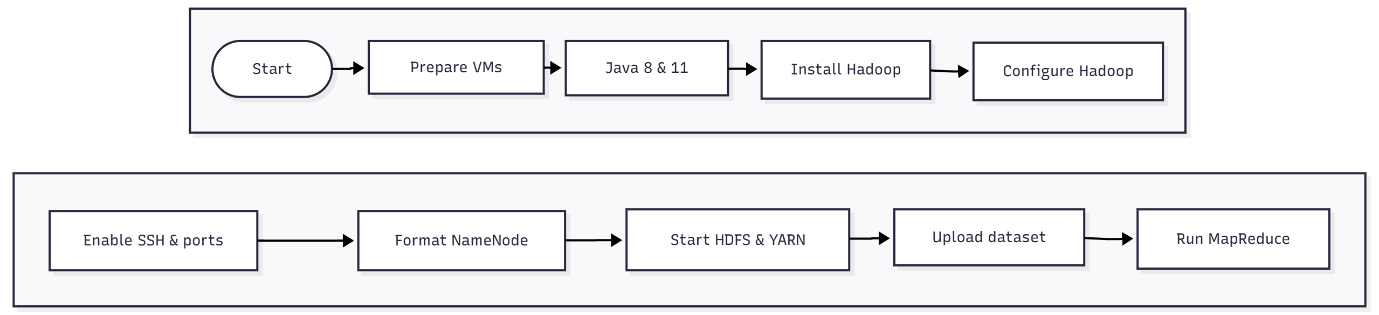 Start
Prepare VMs
Java 8 & 11
Install Hadoop
Configure Hadoop
Enable SSH & ports
Format NameNode
Start HDFS & YARN
Upload dataset
Run MapReduce